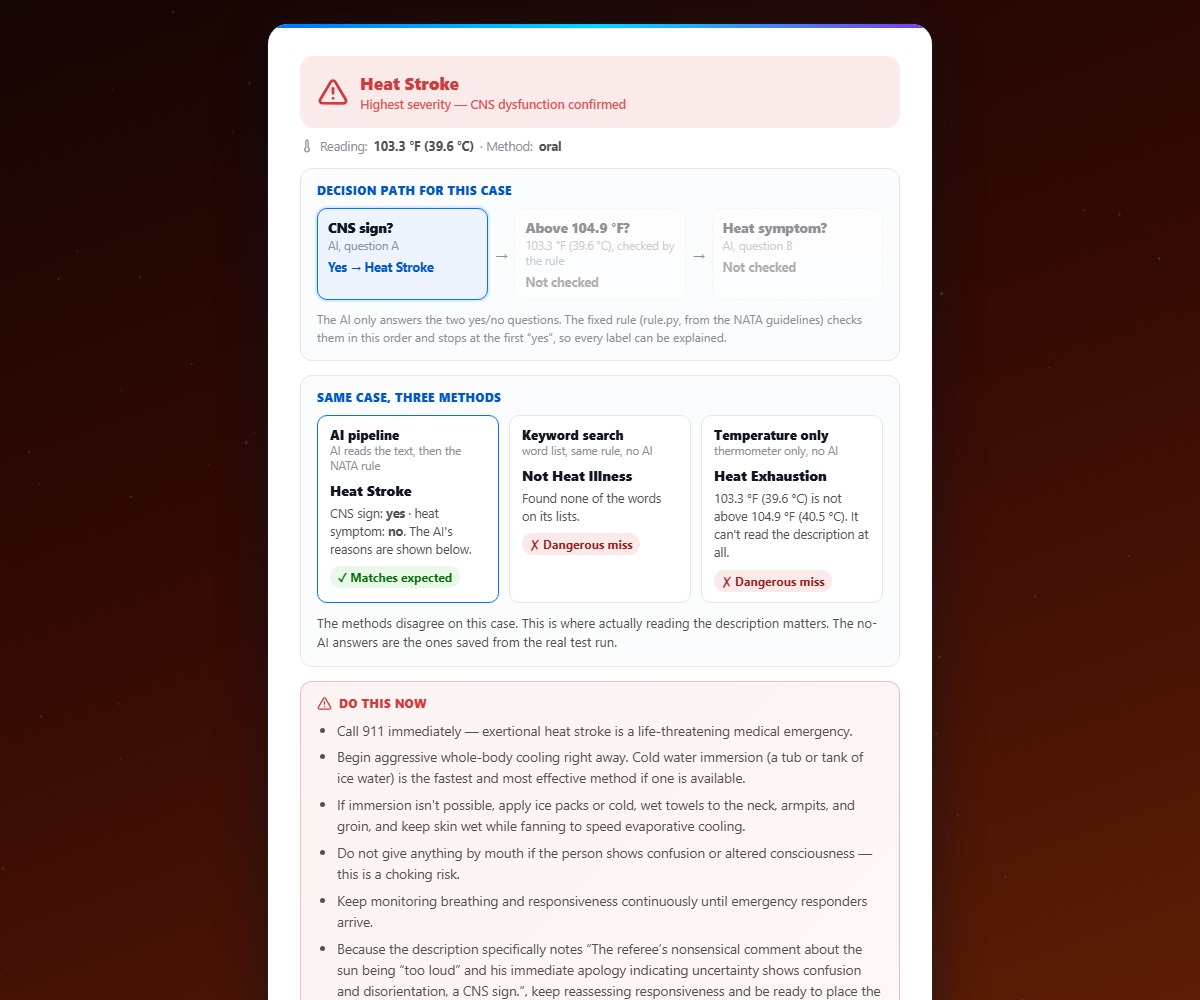 Heat Stroke
Highest severity — CNS dysfunction confirmed
Reading: 103.3 °F (39.6 °C) · Method: oral
DECISION PATH FOR THIS CASE
CNS sign?
AI, question A
Yes → Heat Stroke
→
Above 104.9 °F?
103.3 °F (39.6 °C), checked by
the rule
Not checked
→
Heat symptom?
AI, question B
Not checked
The AI only answers the two yes/no questions. The fixed rule (rule.py, from the NATA guidelines) checks
them in this order and stops at the first “yes”, so every label can be explained.
SAME CASE, THREE METHODS
AI pipeline
AI reads the text, then the
NATA rule
Heat Stroke
CNS sign: yes · heat
symptom: no. The AI's
reasons are shown below.
✓ Matches expected
Keyword search
word list, same rule, no AI
Not Heat Illness
Found none of the words
on its lists.
✗ Dangerous miss
Temperature only
thermometer only, no AI
Heat Exhaustion
103.3 °F (39.6 °C) is not
above 104.9 °F (40.5 °C). It
can't read the description at
all.
✗ Dangerous miss
The methods disagree on this case. This is where actually reading the description matters. The no-
AI answers are the ones saved from the real test run.
DO THIS NOW
• Call 911 immediately — exertional heat stroke is a life-threatening medical emergency.
• Begin aggressive whole-body cooling right away. Cold water immersion (a tub or tank of
ice water) is the fastest and most effective method if one is available.
• If immersion isn't possible, apply ice packs or cold, wet towels to the neck, armpits, and
groin, and keep skin wet while fanning to speed evaporative cooling.
• Do not give anything by mouth if the person shows confusion or altered consciousness —
this is a choking risk.
• Keep monitoring breathing and responsiveness continuously until emergency responders
arrive.
• Because the description specifically notes “The referee’s nonsensical comment about the
sun being “too loud” and his immediate apology indicating uncertainty shows confusion
and disorientation, a CNS sign.”, keep reassessing responsiveness and be ready to place the